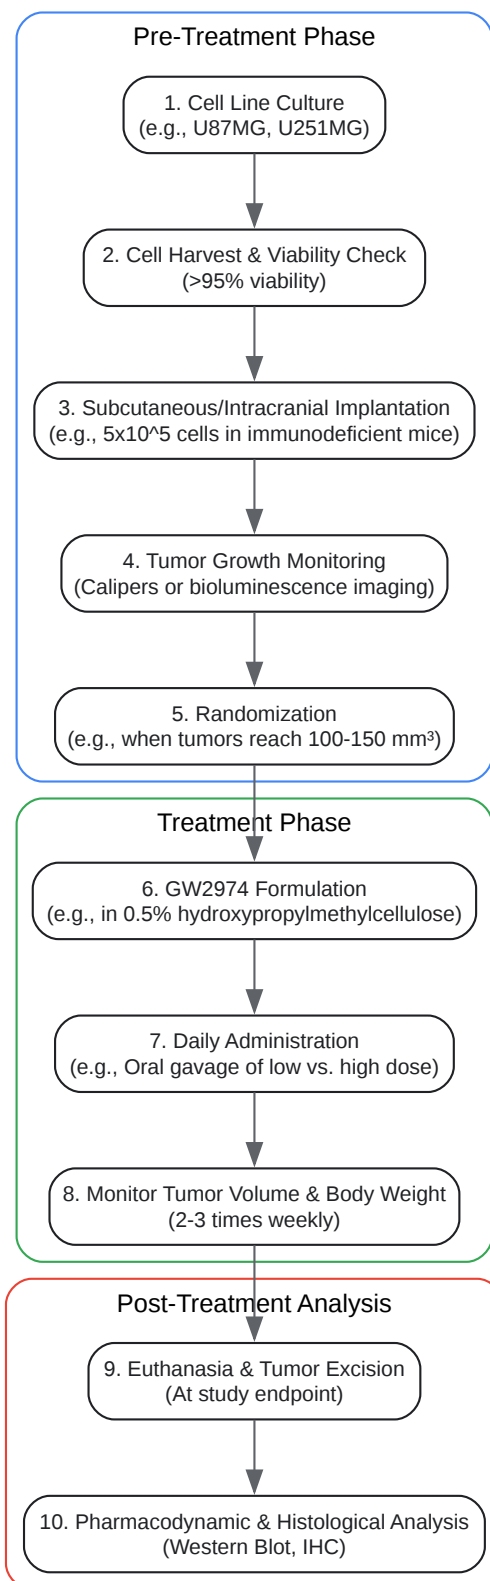 Pre-Treatment Phase
1. Cell Line Culture
(e.g., U87MG, U251MG)
2. Cell Harvest & Viability Check
(>95% viability)
3. Subcutaneous/Intracranial Implantation
(e.g., 5x10^5 cells in immunodeficient mice)
4. Tumor Growth Monitoring
(Calipers or bioluminescence imaging)
5. Randomization
(e.g., when tumors reach 100-150 mm³)
Treatment Phase
6. GW2974 Formulation
(e.g., in 0.5% hydroxypropylmethylcellulose)
7. Daily Administration
(e.g., Oral gavage of low vs. high dose)
8. Monitor Tumor Volume & Body Weight
(2-3 times weekly)
Post-Treatment Analysis
9. Euthanasia & Tumor Excision
(At study endpoint)
10. Pharmacodynamic & Histological Analysis
(Western Blot, IHC)